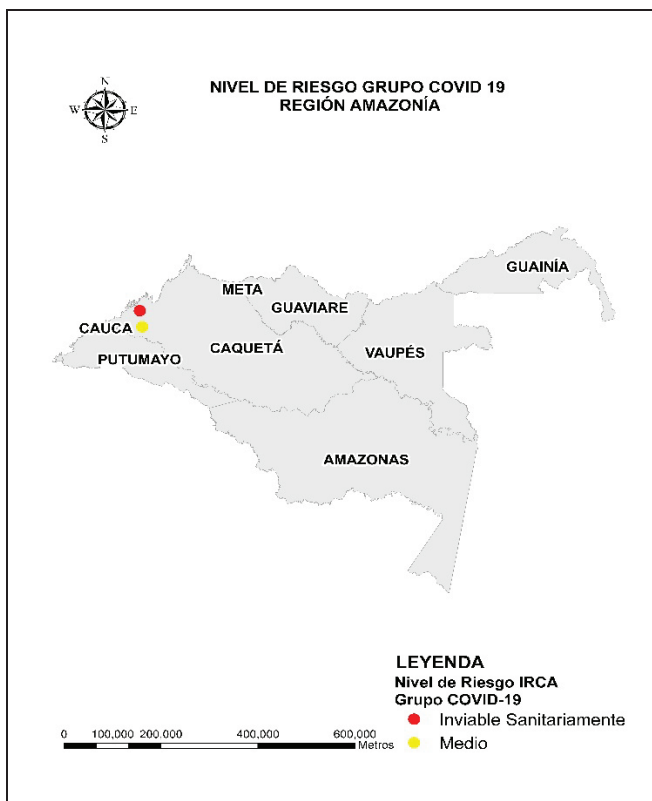 N
W E
S
NIVEL DE RIESGO GRUPO COVID 19
REGIÓN AMAZONÍA
GUAINÍA
META
GUAVIARE
CAUCA
CAQUETÁ
VAUPÉS
PUTUMAYO
AMAZONAS
LEYENDA
Nivel de Riesgo IRCA
Grupo COVID-19
Inviable Sanitariamente
Medio
0 100,000 200.000 400,000 600,000
Metros